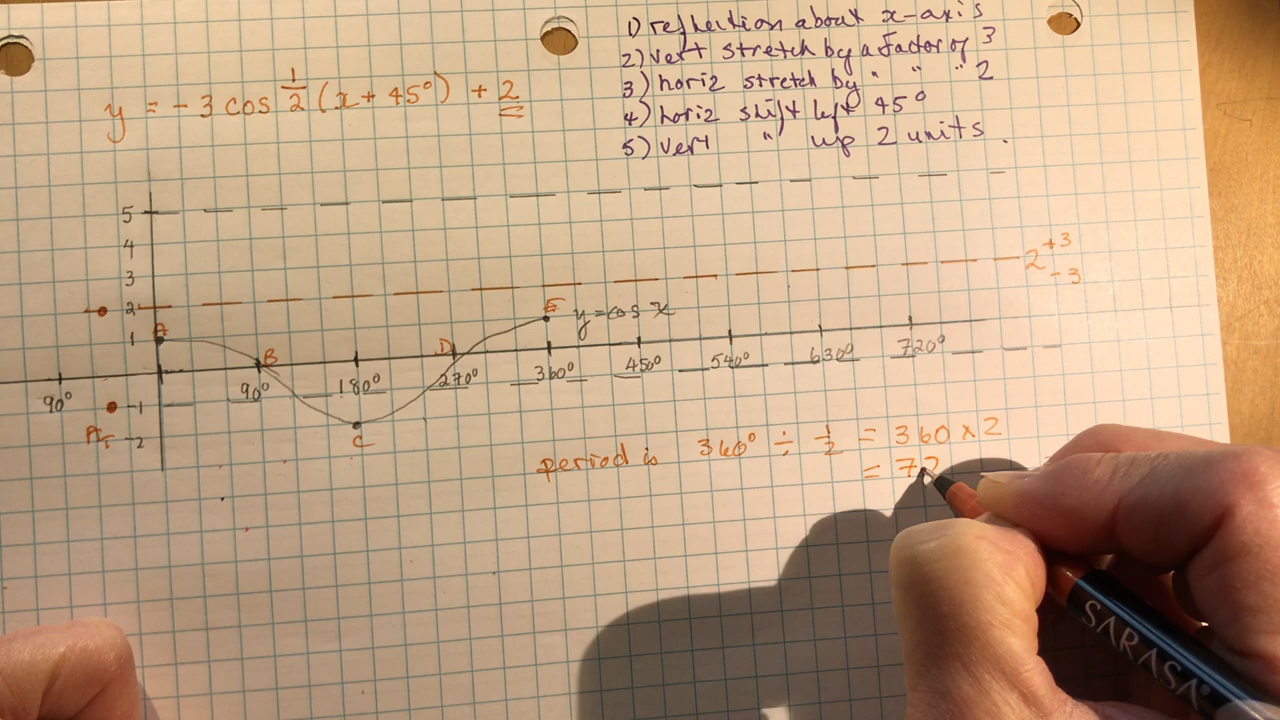 1) reflection about x-axis
2) vert stretch by a factor of 3
3) horiz stretch by " " " 2
4) horiz shift left 45°
5) vert " up 2 units.
y = -3 cos 1/2 (x + 45°) + 2
5
4
3
2
1
-1
-2
2 +3
-3
A
B
C
D
E
y = cos x
90° 90° 180° 270° 360° 450° 540° 630° 720°
period is 360° ÷ 1/2 = 360 x 2
= 72
SARASA